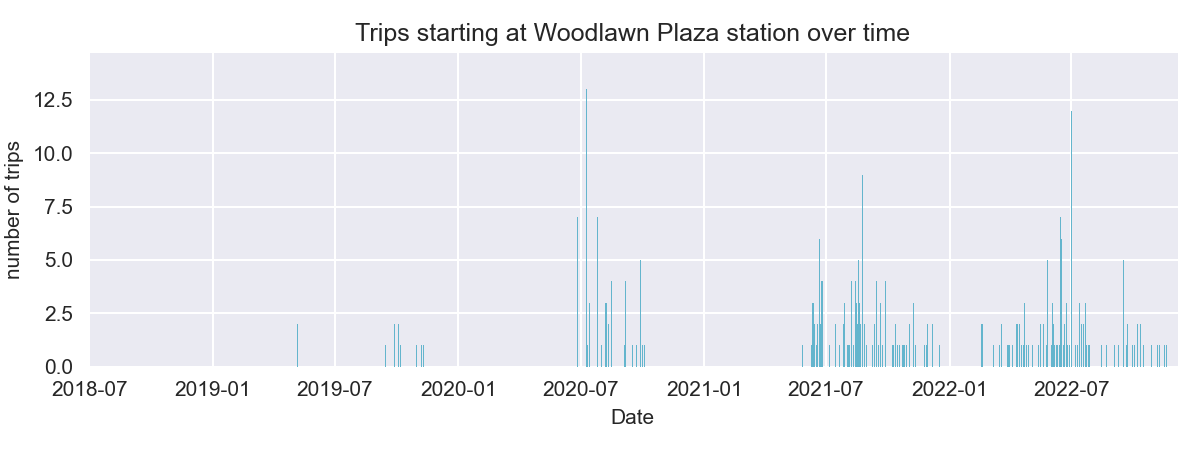 Trips starting at Woodlawn Plaza station over time
12.5
10.0
7.5
5.0
2.5
0.0
number of trips
2018-07 2019-01 2019-07 2020-01 2020-07 2021-01 2021-07 2022-01 2022-07
Date